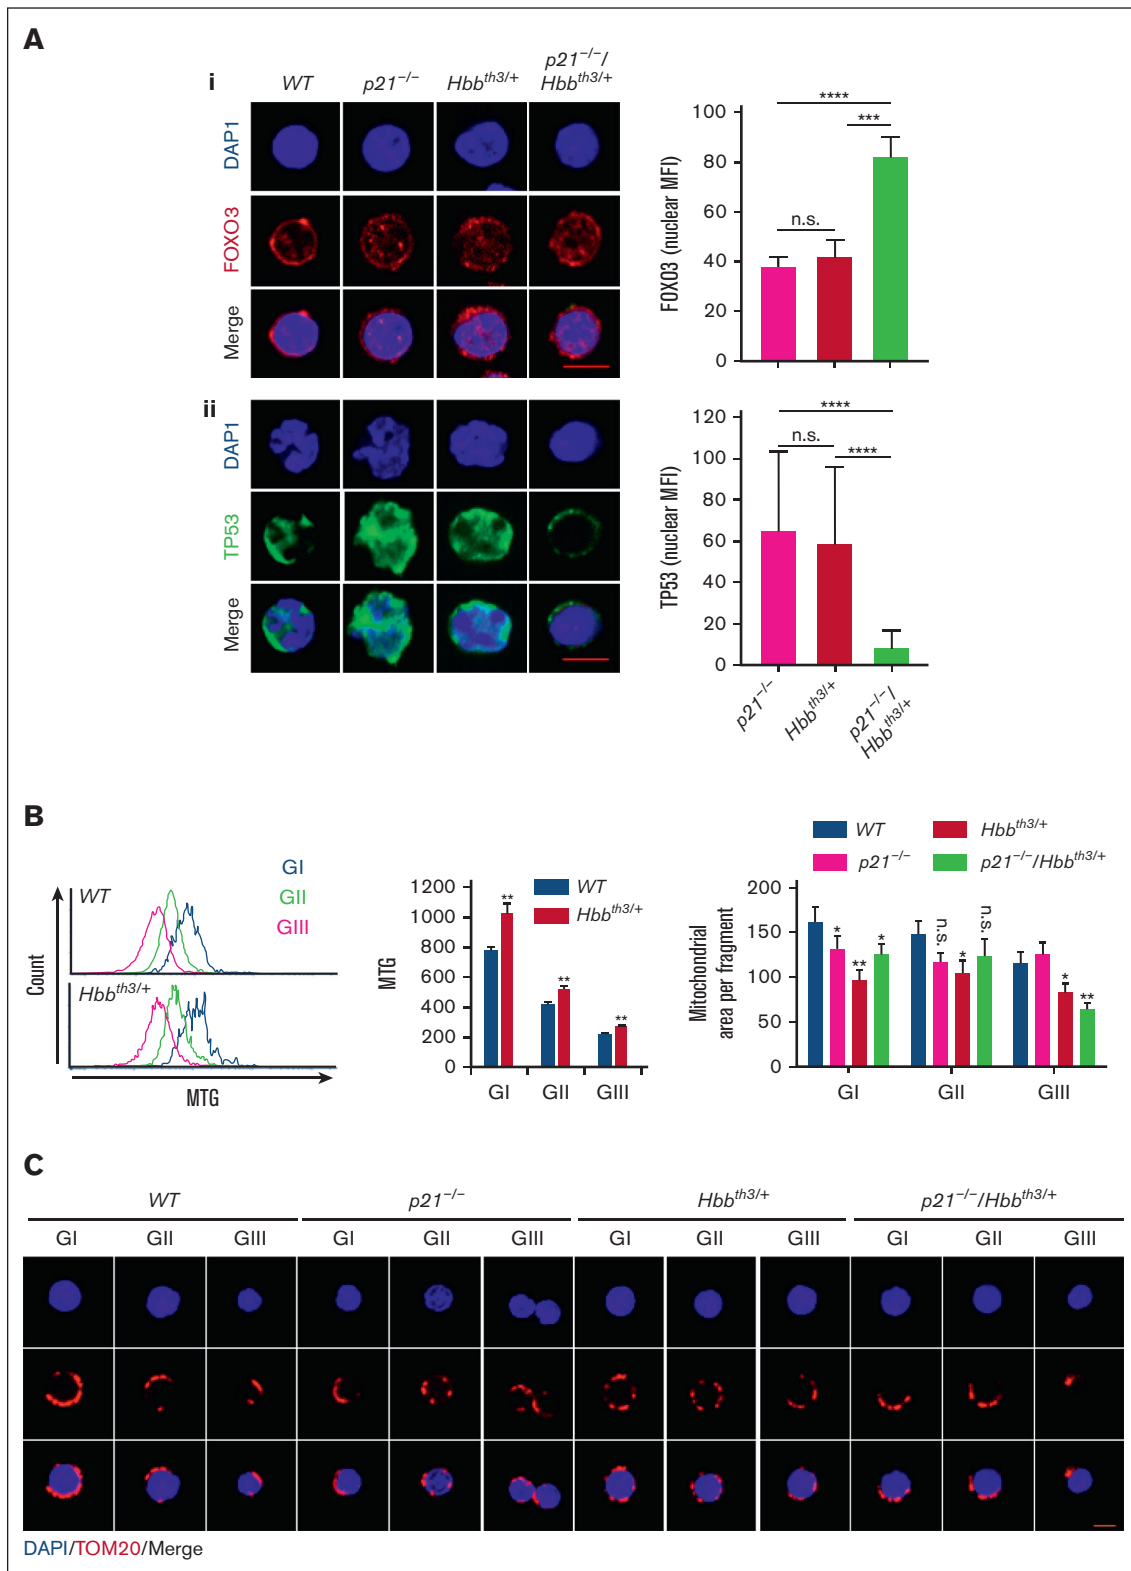 A
i
WT
p21−/−
Hbbth3/+
p21−/−/
Hbbth3/+
DAP1
FOXO3
Merge
100
80
60
40
20
0
FOXO3 (nuclear MFI)
****
***
n.s.
ii
DAP1
TP53
Merge
120
100
80
60
40
20
0
TP53 (nuclear MFI)
****
n.s.
****
p21−/−
Hbbth3/+
p21−/−/
Hbbth3/+
B
WT
Hbbth3/+
GI
GII
GIII
Count
MTG
1200
1000
800
600
400
200
0
MTG
WT
Hbbth3/+
**
**
**
GI
GII
GIII
WT
Hbbth3/+
p21−/−
p21−/−/Hbbth3/+
200
150
100
50
0
Mitochondrial
area per fragment
*
**
*
n.s.
*
n.s.
*
**
GI
GII
GIII
C
WT
p21−/−
Hbbth3/+
p21−/−/Hbbth3/+
GI GII GIII GI GII GIII GI GII GIII GI GII GIII
DAPI/TOM20/Merge